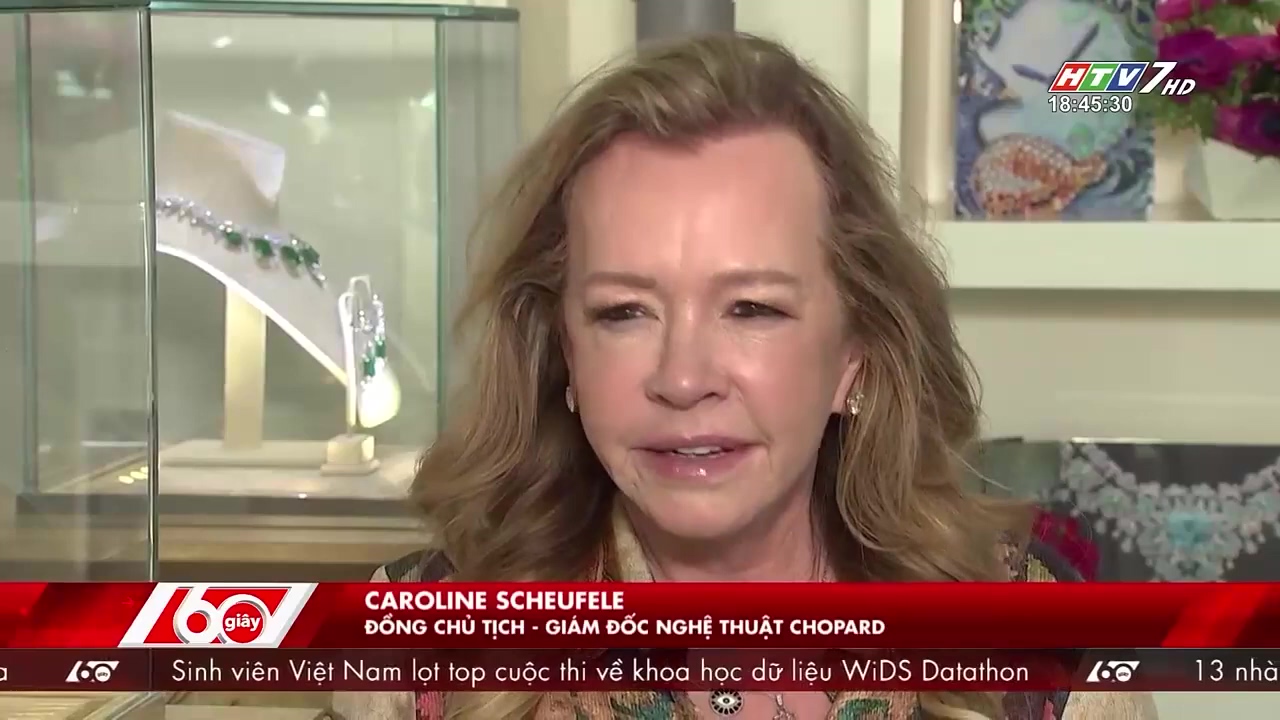 HTV7 HD
18:45:30
60 giây
CAROLINE SCHEUFELE
ĐỒNG CHỦ TỊCH - GIÁM ĐỐC NGHỆ THUẬT CHOPARD
a 60 Sinh viên Việt Nam lọt top cuộc thi về khoa học dữ liệu WiDS Datathon 60 13 nhà